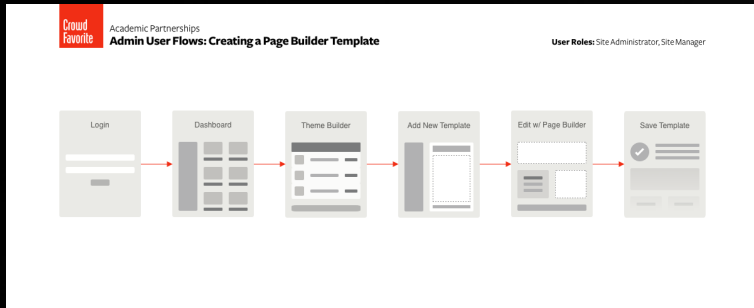 Crowd
Favorite
Academic Partnerships
Admin User Flows: Creating a Page Builder Template
User Roles: Site Administrator, Site Manager
Login
Dashboard
Theme Builder
Add New Template
Edit w/ Page Builder
Save Template